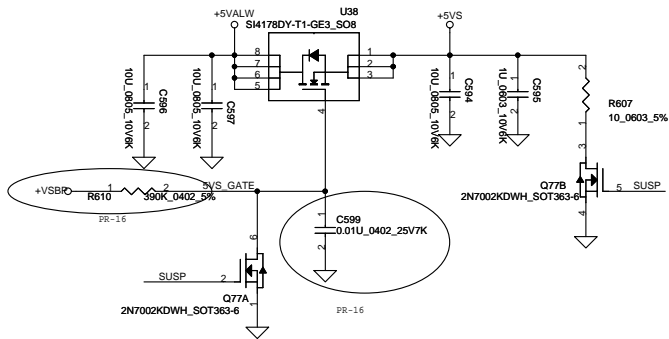 +5VALW
U38
SI4178DY-T1-GE3_SO8
+5VS
8
7
6
5
1
2
3
4
10U_0805_10V6K
1
2
C596
10U_0805_10V6K
1
2
C597
10U_0805_10V6K
1
2
C594
1U_0603_10V6K
1
2
C595
2
1
R607
10_0603_5%
3
Q77B
5
SUSP
2N7002KDWH_SOT363-6
4
+VSBP
1
2
5VS_GATE
R610
390K_0402_5%
PR-16
1
C599
0.01U_0402_25V7K
2
6
SUSP
2
1
Q77A
2N7002KDWH_SOT363-6
PR-16